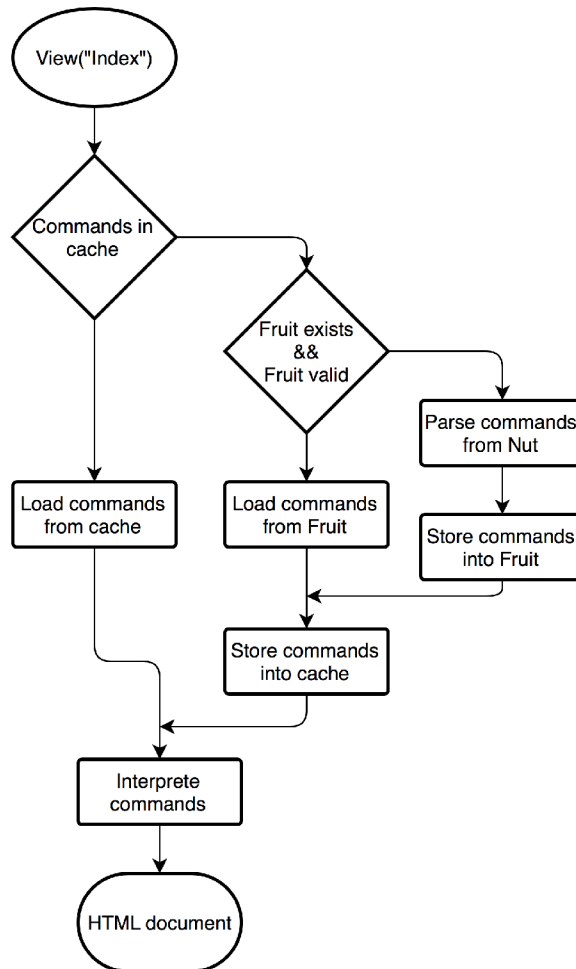 View("Index")
Commands in
cache
Fruit exists
&&
Fruit valid
Parse commands
from Nut
Load commands
from cache
Load commands
from Fruit
Store commands
into Fruit
Store commands
into cache
Interprete
commands
HTML document